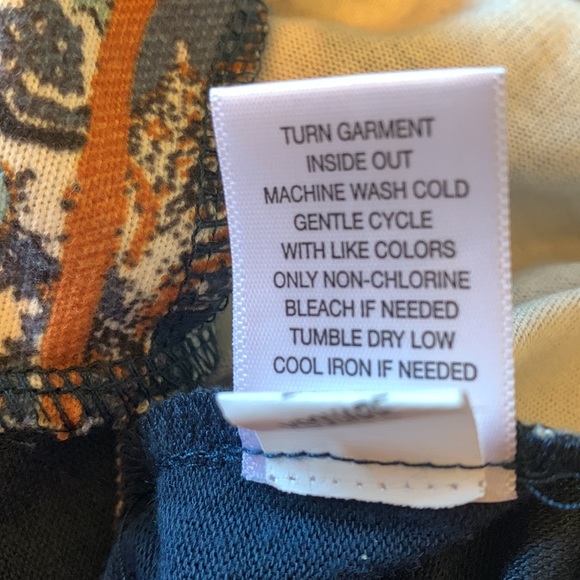 TURN GARMENT
INSIDE OUT
MACHINE WASH COLD
GENTLE CYCLE
WITH LIKE COLORS
ONLY NON-CHLORINE
BLEACH IF NEEDED
TUMBLE DRY LOW
COOL IRON IF NEEDED